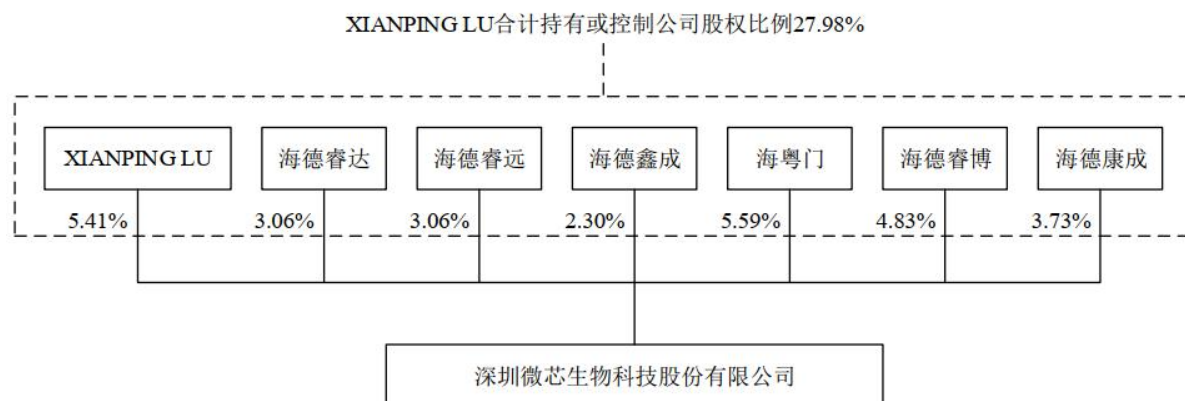 XIANPING LU合计持有或控制公司股权比例27.98%
XIANPING LU 海德睿达 海德睿远 海德鑫成 海粤门 海德睿博 海德康成
5.41% 3.06% 3.06% 2.30% 5.59% 4.83% 3.73%
深圳微芯生物科技股份有限公司